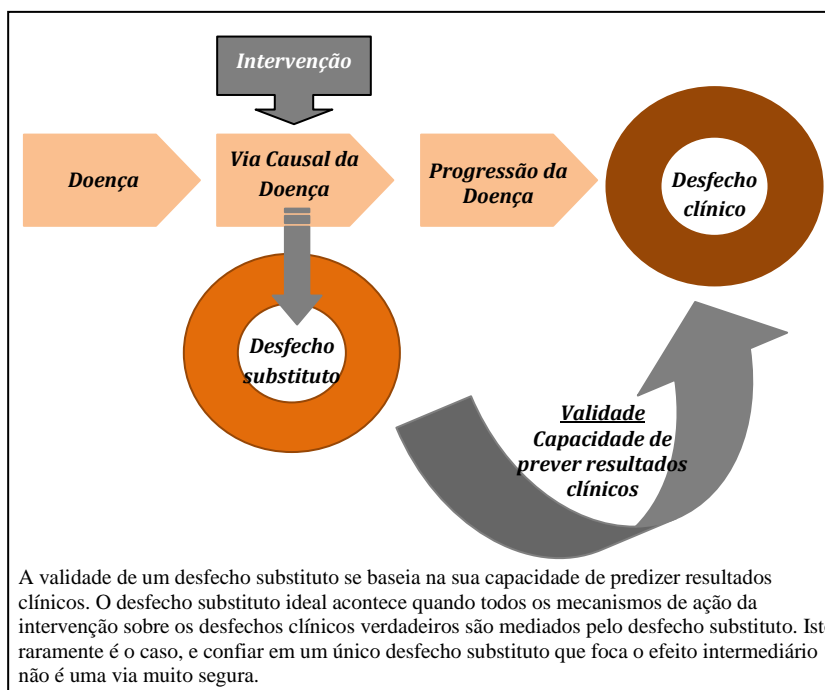 Intervenção
Doença
Via Causal da
Doença
Progressão da
Doença
Desfecho
clínico
Desfecho
substituto
Validade
Capacidade de
prever resultados
clínicos
A validade de um desfecho substituto se baseia na sua capacidade de predizer resultados
clínicos. O desfecho substituto ideal acontece quando todos os mecanismos de ação da
intervenção sobre os desfechos clínicos verdadeiros são mediados pelo desfecho substituto. Ist
raramente é o caso, e confiar em um único desfecho substituto que foca o efeito intermediário
não é uma via muito segura.